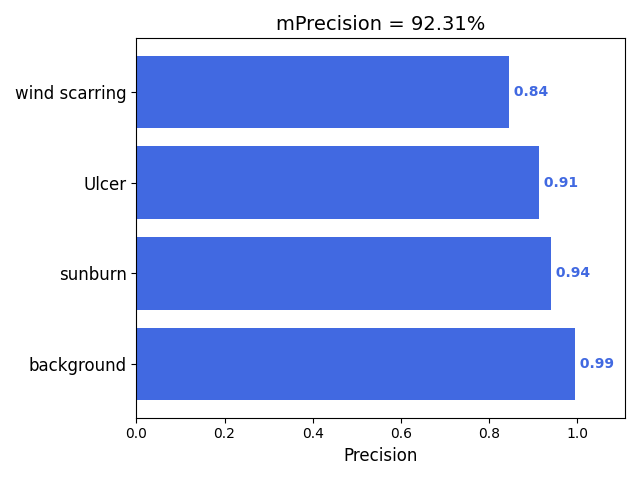 mPrecision = 92.31%
wind scarring
0.84
Ulcer
0.91
sunburn
0.94
background
0.99
0.0 0.2 0.4 0.6 0.8 1.0
Precision